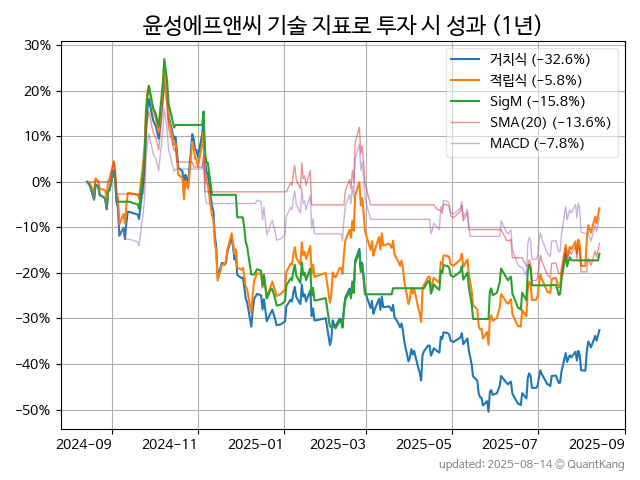 윤성에프앤씨 기술 지표로 투자 시 성과 (1년)
30%
20%
10%
0%
−10%
−20%
−30%
−40%
−50%
거치식 (−32.6%)
적립식 (−5.8%)
SigM (−15.8%)
SMA(20) (−13.6%)
MACD (−7.8%)
2024-09 2024-11 2025-01 2025-03 2025-05 2025-07 2025-09
updated: 2025-08-14 © QuantKang